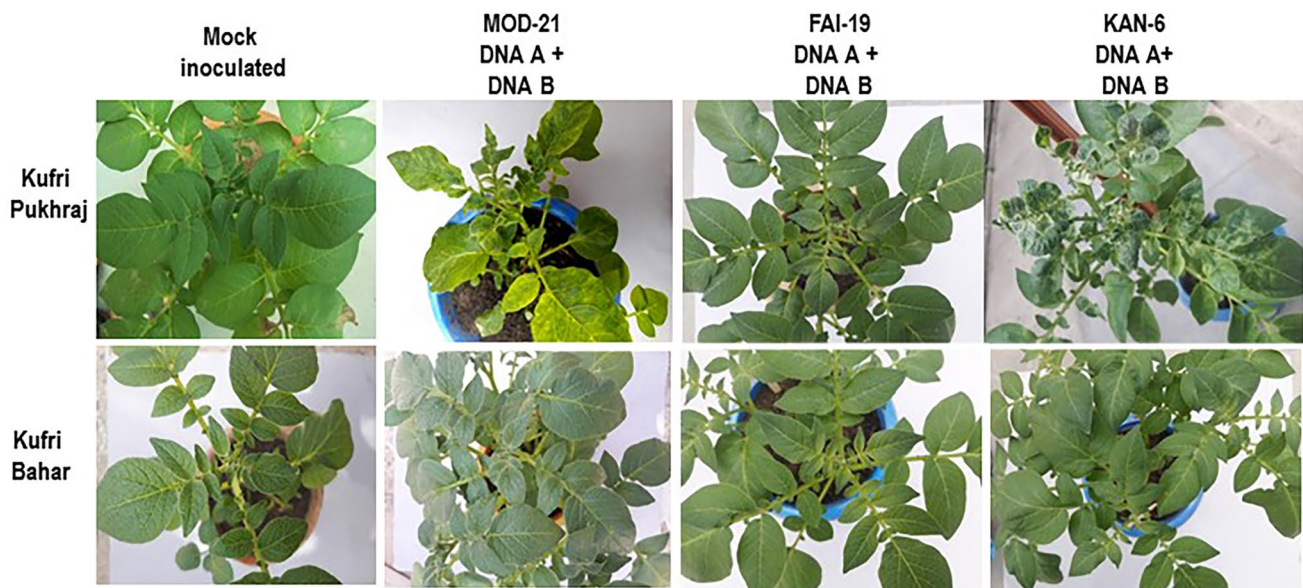 Mock
inoculated
MOD-21
DNA A +
DNA B
FAI-19
DNA A +
DNA B
KAN-6
DNA A+
DNA B
Kufri
Pukhraj
Kufri
Bahar